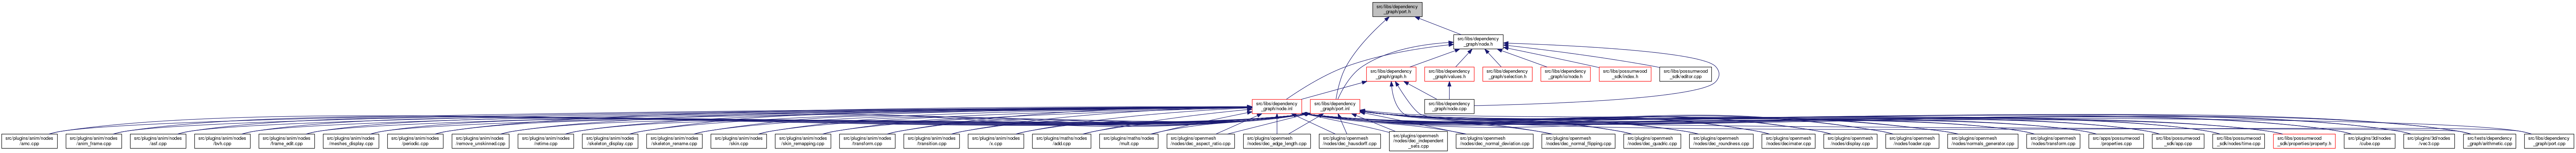 src/libs/dependency
_graph/port.h
src/libs/dependency
_graph/node.h
src/libs/dependency
_graph/graph.h
src/libs/dependency
_graph/values.h
src/libs/dependency
_graph/selection.h
src/libs/dependency
_graph/io/node.h
src/libs/possumwood
_sdk/index.h
src/libs/possumwood
_sdk/editor.cpp
src/libs/dependency
_graph/node.inl
src/libs/dependency
_graph/port.inl
src/libs/dependency
_graph/node.cpp
src/plugins/anim/nodes
/amc.cpp
src/plugins/anim/nodes
/anim_frame.cpp
src/plugins/anim/nodes
/asf.cpp
src/plugins/anim/nodes
/bvh.cpp
src/plugins/anim/nodes
/frame_edit.cpp
src/plugins/anim/nodes
/meshes_display.cpp
src/plugins/anim/nodes
/periodic.cpp
src/plugins/anim/nodes
/remove_unskinned.cpp
src/plugins/anim/nodes
/retime.cpp
src/plugins/anim/nodes
/skeleton_display.cpp
src/plugins/anim/nodes
/skeleton_rename.cpp
src/plugins/anim/nodes
/skin.cpp
src/plugins/anim/nodes
/skin_remapping.cpp
src/plugins/anim/nodes
/transform.cpp
src/plugins/anim/nodes
/transition.cpp
src/plugins/anim/nodes
/x.cpp
src/plugins/maths/nodes
/add.cpp
src/plugins/maths/nodes
/mult.cpp
src/plugins/openmesh
/nodes/dec_aspect_ratio.cpp
src/plugins/openmesh
/nodes/dec_edge_length.cpp
src/plugins/openmesh
/nodes/dec_hausdorff.cpp
src/plugins/openmesh
/nodes/dec_independent
_sets.cpp
src/plugins/openmesh
/nodes/dec_normal_deviation.cpp
src/plugins/openmesh
/nodes/dec_normal_flipping.cpp
src/plugins/openmesh
/nodes/dec_quadric.cpp
src/plugins/openmesh
/nodes/dec_roundness.cpp
src/plugins/openmesh
/nodes/decimater.cpp
src/plugins/openmesh
/nodes/display.cpp
src/plugins/openmesh
/nodes/loader.cpp
src/plugins/openmesh
/nodes/normals_generator.cpp
src/plugins/openmesh
/nodes/transform.cpp
src/apps/possumwood
/properties.cpp
src/libs/possumwood
_sdk/app.cpp
src/libs/possumwood
_sdk/nodes/time.cpp
src/libs/possumwood
_sdk/properties/property.h
src/plugins/3d/nodes
/cube.cpp
src/plugins/3d/nodes
/vec3.cpp
src/tests/dependency
_graph/arithmetic.cpp
src/libs/dependency
_graph/port.cpp